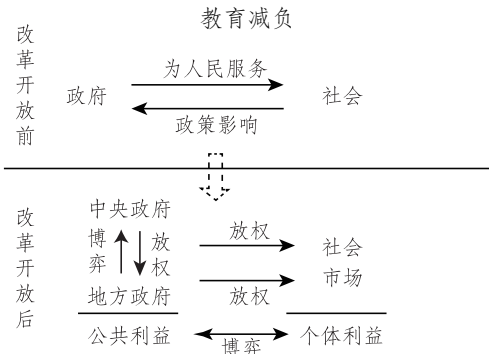 教育减负
改革开放前
政府
为人民服务
政策影响
社会
改革开放后
中央政府
博弈
放权
地方政府
公共利益
放权
放权
社会
市场
博弈
个体利益